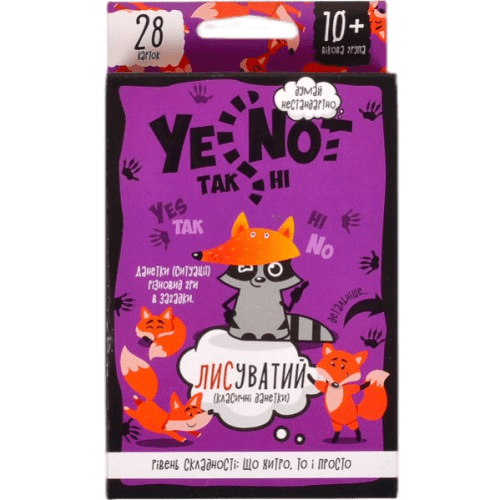 28
карток
10+
вікова група
думай
нестандартно
YENOT
ТАК НІ
Yes
ТАК
НІ
No
Данетки (ситуації)
різновид гри
в загадки.
детальніше
ЛИСУВАТИЙ
(класичні данетки)
рівень складності: що хитро, то і просто